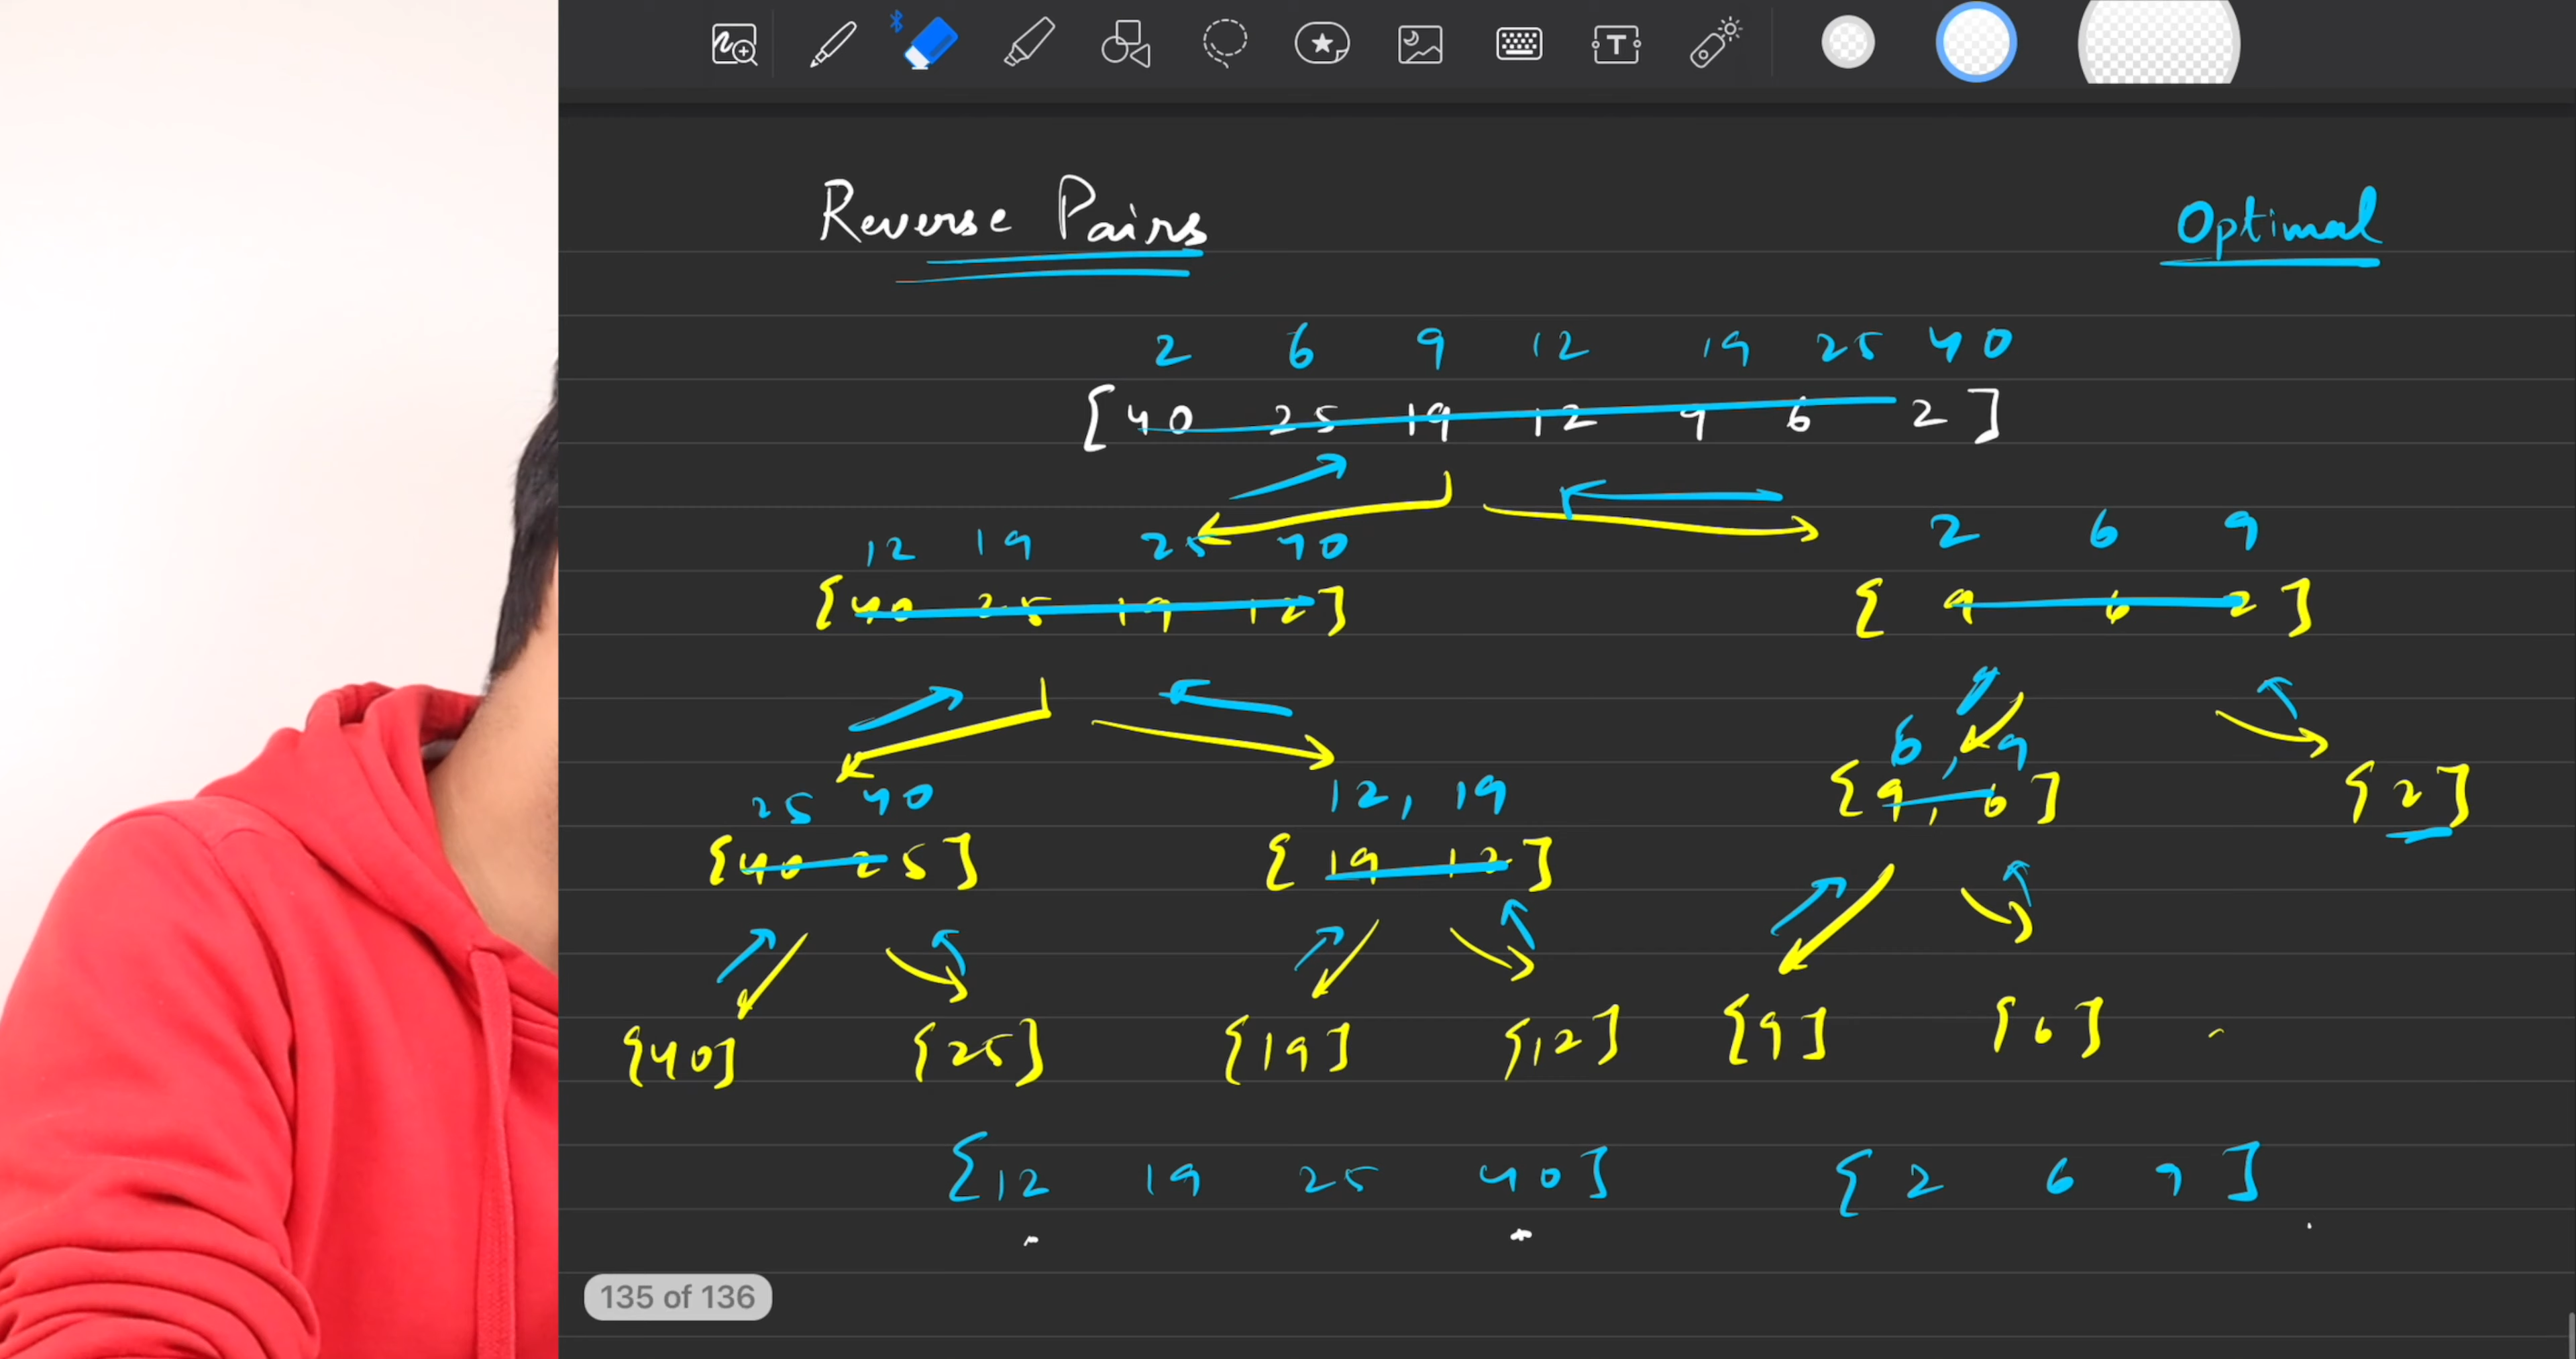 Reverse Pairs Optimal
2 6 9 12 19 25 40
[40 25 19 12 9 6 2]
12 19 25 40 2 6 9
[40 25 19 12] [9 6 2]
6, 9
25 40 12, 19 [9, 6] [2]
[40 25] [19 12]
[40] [25] [19] [12] [9] [6]
[12 19 25 40] [2 6 9]
135 of 136